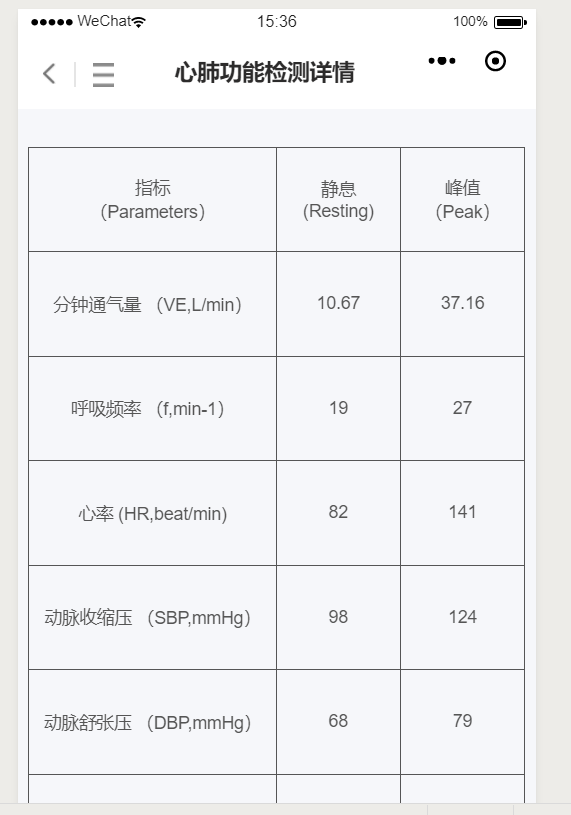 WeChat
15:36
100%
心肺功能检测详情
指标
（Parameters）
静息
(Resting)
峰值
（Peak）
分钟通气量 （VE,L/min）
10.67
37.16
呼吸频率 （f,min-1）
19
27
心率 (HR,beat/min)
82
141
动脉收缩压 （SBP,mmHg）
98
124
动脉舒张压 （DBP,mmHg）
68
79